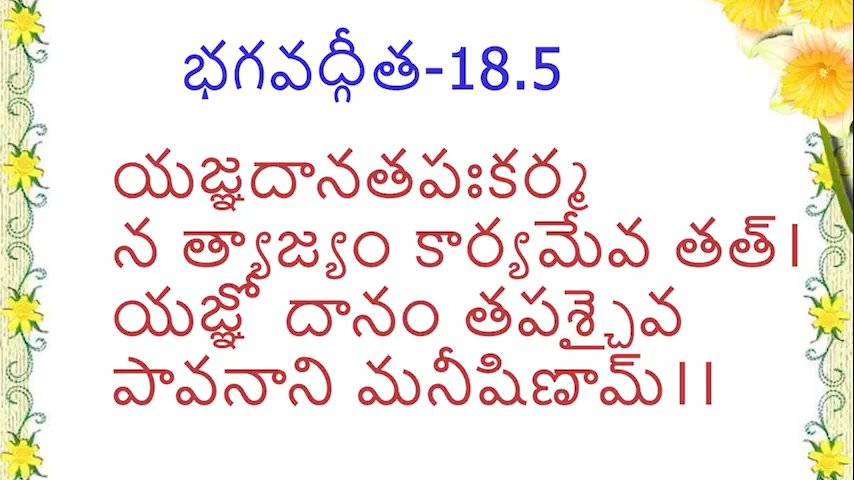 భగవద్గీత-18.5
యజ్ఞదానతపఃకర్మ
న త్యాజ్యం కార్యమేవ తత్।
యజ్ఞో దానం తపశ్చైవ
పావనాని మనీషిణామ్।।